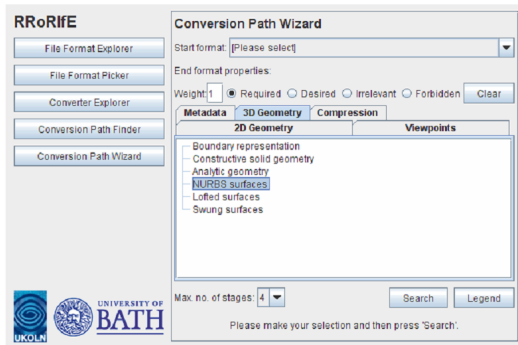 RRoRIfE
File Format Explorer
File Format Picker
Converter Explorer
Conversion Path Finder
Conversion Path Wizard
UKOLN
UNIVERSITY OF
BATH
Conversion Path Wizard
Start format: [Please select]
End format properties:
Weight: 1 Required Desired Irrelevant Forbidden Clear
Metadata 3D Geometry Compression
2D Geometry Viewpoints
Boundary representation
Constructive solid geometry
Analytic geometry
NURBS surfaces
Lofted surfaces
Swung surfaces
Max. no. of stages: 4 Search Legend
Please make your selection and then press 'Search'.